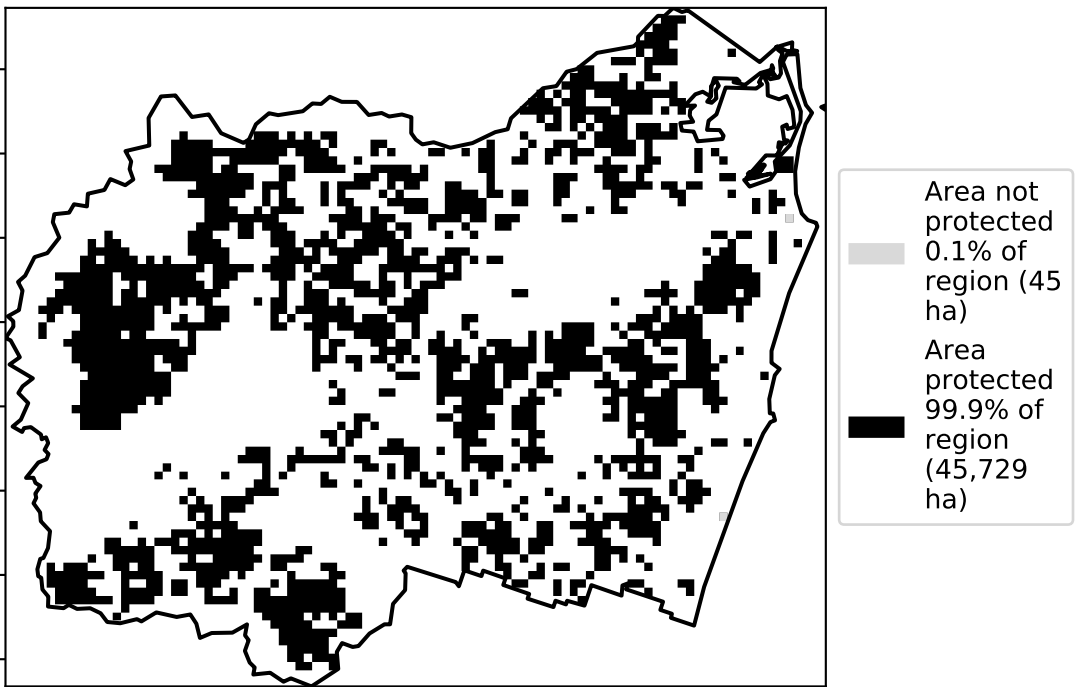 Area not
protected
0.1% of
region (45
ha)
Area
protected
99.9% of
region
(45,729
ha)